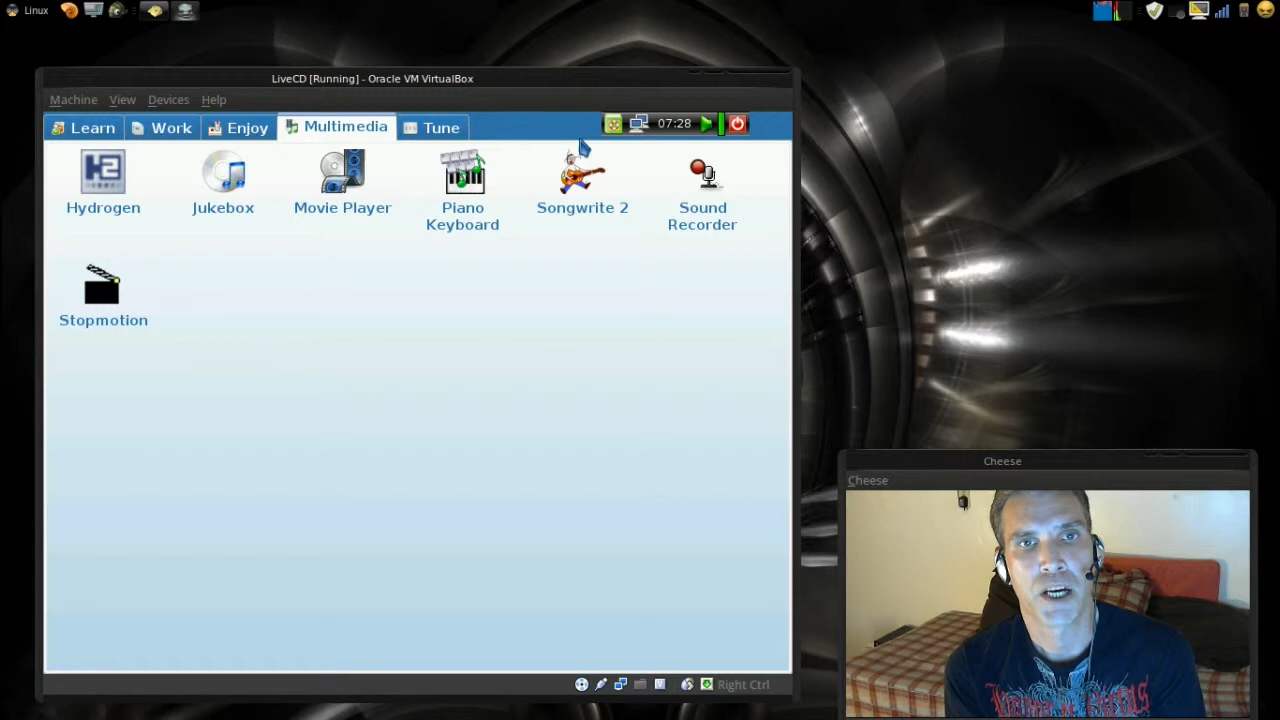 Linux
LiveCD [Running] - Oracle VM VirtualBox
Machine View Devices Help
Learn Work Enjoy Multimedia Tune 07:28
H2
Hydrogen Jukebox Movie Player Piano Keyboard Songwrite 2 Sound Recorder
Stopmotion
Cheese
Cheese
Right Ctrl